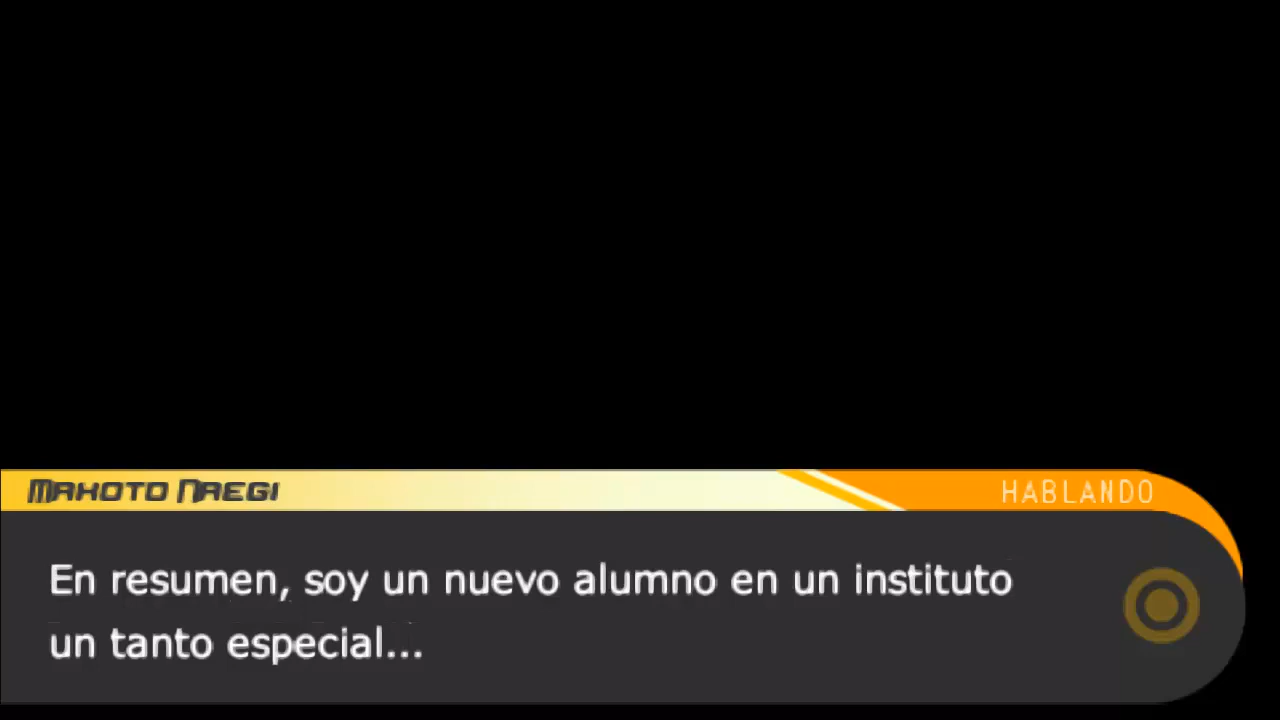 Makoto Naegi
HABLANDO
En resumen, soy un nuevo alumno en un instituto
un tanto especial...